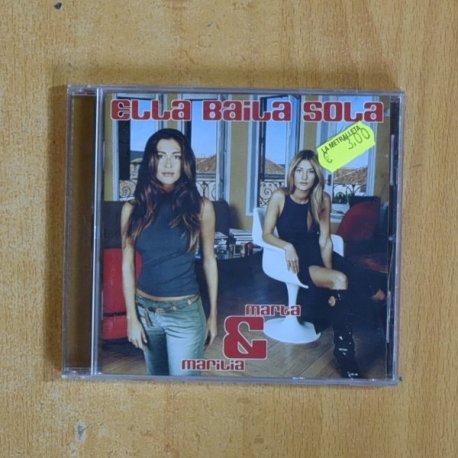 ELLA BAILA SOLA
LA METRALLETA
€ 3,00
marta
&
marilia